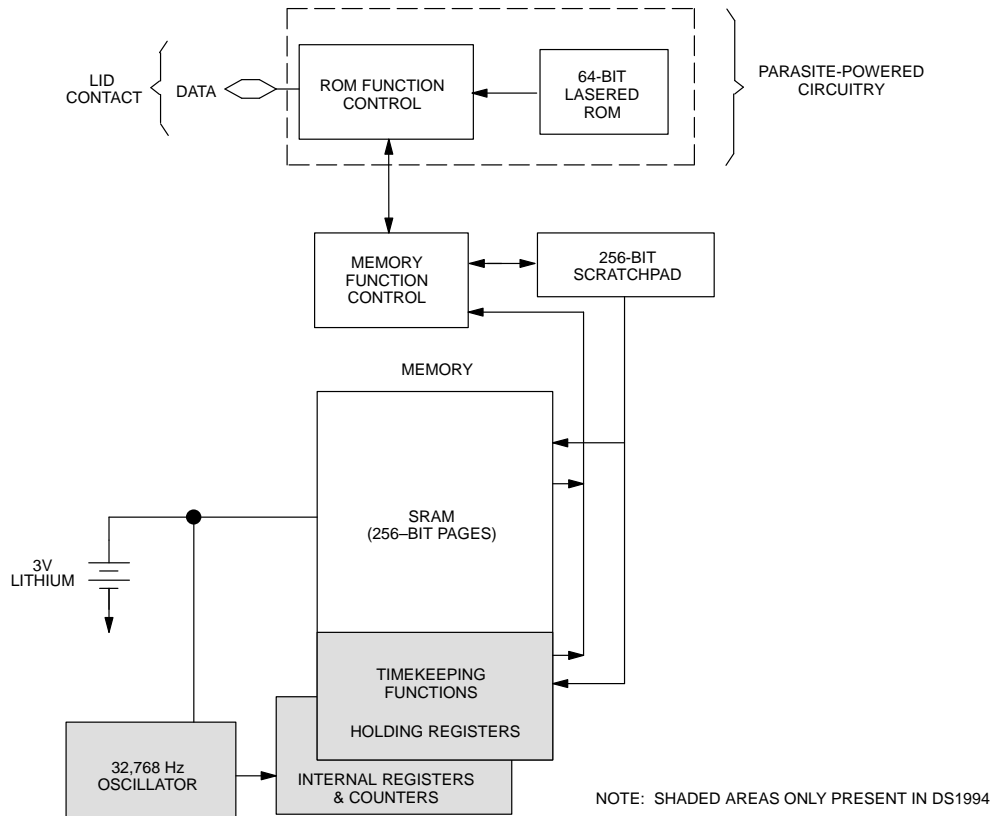 LID
CONTACT
DATA
ROM FUNCTION
CONTROL
64-BIT
LASERED
ROM
PARASITE-POWERED
CIRCUITRY
MEMORY
FUNCTION
CONTROL
256-BIT
SCRATCHPAD
MEMORY
SRAM
(256–BIT PAGES)
3V
LITHIUM
TIMEKEEPING
FUNCTIONS
HOLDING REGISTERS
32,768 Hz
OSCILLATOR
INTERNAL REGISTERS
& COUNTERS
NOTE: SHADED AREAS ONLY PRESENT IN DS1994